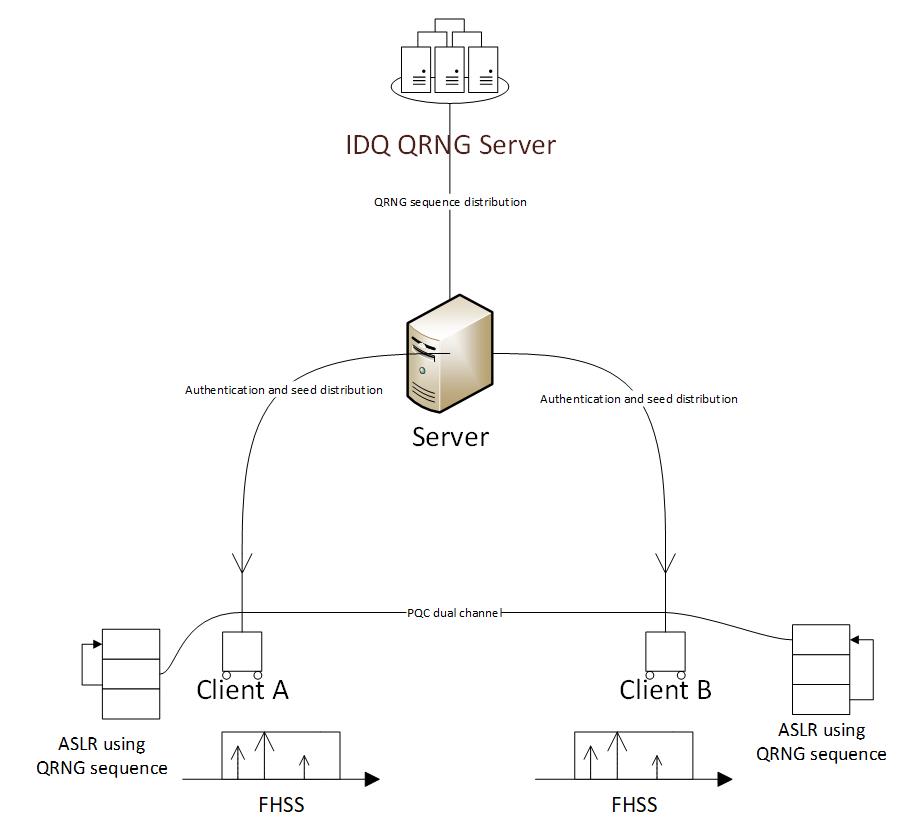 IDQ QRNG Server
QRNG sequence distribution
Authentication and seed distribution
Authentication and seed distribution
Server
PQC dual channel
Client A
Client B
ASLR using
QRNG sequence
ASLR using
QRNG sequence
FHSS
FHSS